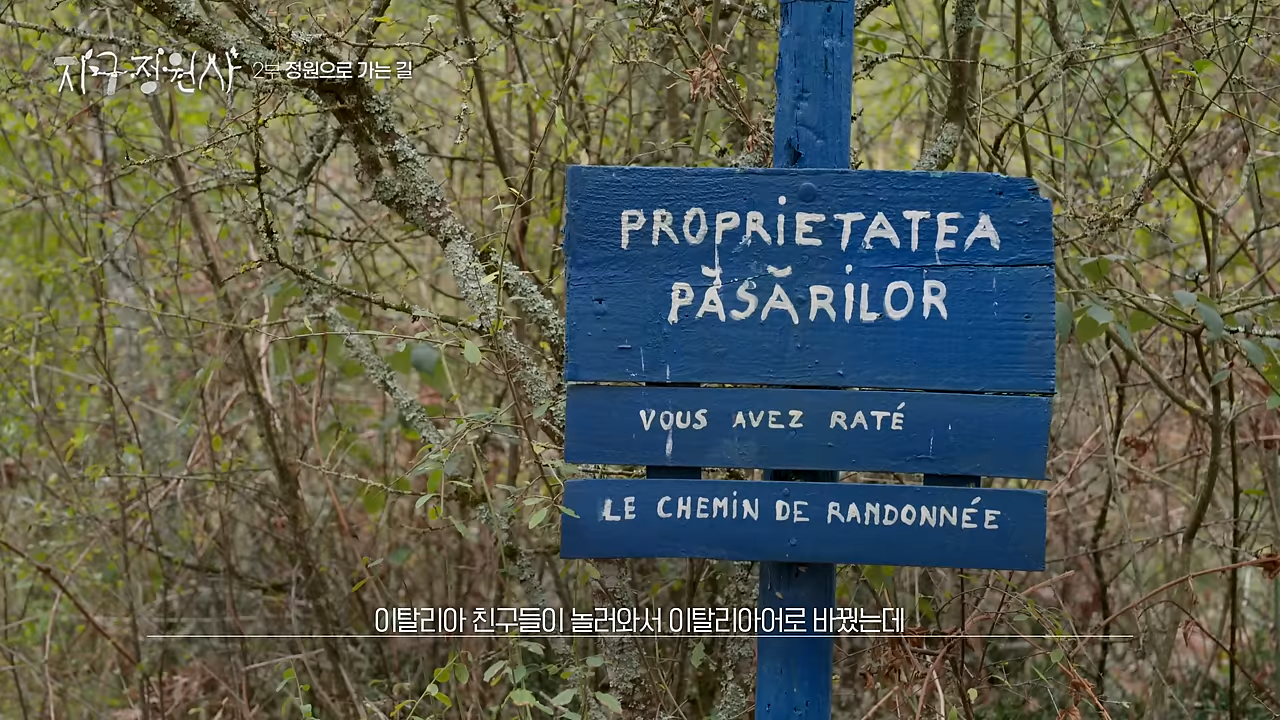 지구 정원사 2부 정원으로 가는 길
PROPRIETATEA
PĂSĂRILOR
VOUS AVEZ RATÉ
LE CHEMIN DE RANDONNÉE
이탈리아 친구들이 놀러와서 이탈리아어로 바꿨는데